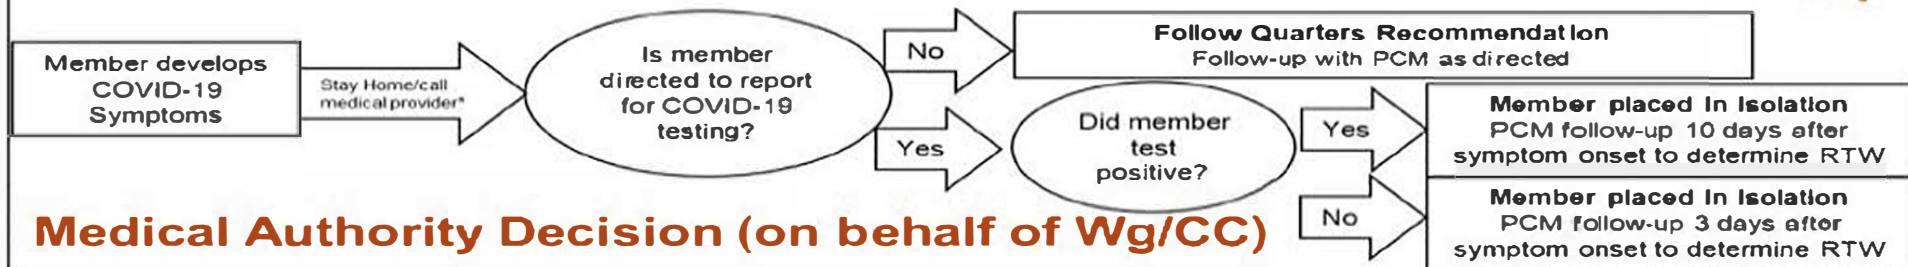 Member develops
COVID-19
Symptoms
Stay Home/call
medical provider*
Is member
directed to report
for COVID-19
testing?
No
Follow Quarters Recommendation
Follow-up with PCM as directed
Yes
Did member
test
positive?
Yes
Member placed In Isolation
PCM follow-up 10 days after
symptom onset to determine RTW
No
Member placed In Isolation
PCM follow-up 3 days after
symptom onset to determine RTW
Medical Authority Decision (on behalf of Wg/CC)